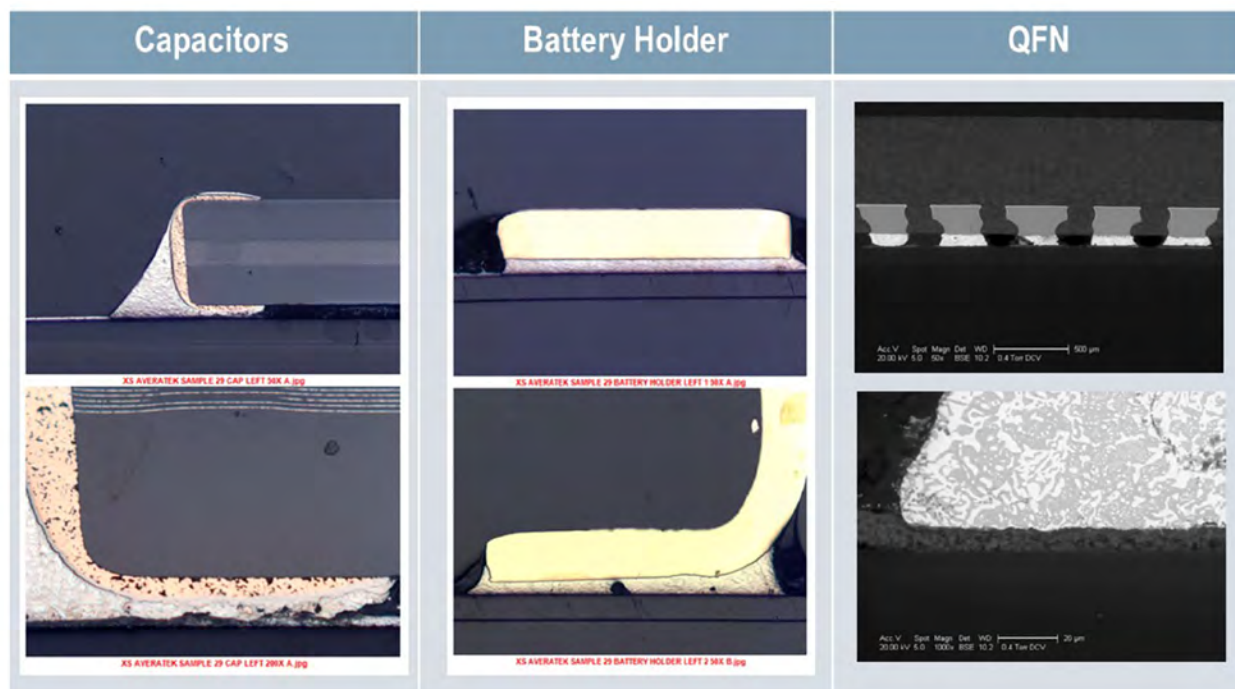 Capacitors
Battery Holder
QFN
XS AVERATEK SAMPLE 29 CAP LEFT 50X A.jpg
XS AVERATEK SAMPLE 29 BATTERY HOLDER LEFT 1 50X A.jpg
Acc.V Spot Magn Det WD 500 µm
20.00 kV 5.0 50x BSE 10.2 0.4 Torr DCV
XS AVERATEK SAMPLE 29 CAP LEFT 200X A.jpg
XS AVERATEK SAMPLE 29 BATTERY HOLDER LEFT 2 50X B.jpg
Acc.V Spot Magn Det WD 20 µm
20.00 kV 5.0 1000x BSE 10.2 0.4 Torr DCV